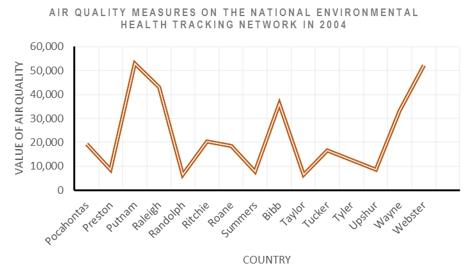 AIR QUALITY MEASURES ON THE NATIONAL ENVIRONMENTAL
HEALTH TRACKING NETWORK IN 2004
VALUE OF AIR QUALITY
60,000
50,000
40,000
30,000
20,000
10,000
0
Pocahontas
Preston
Putnam
Raleigh
Randolph
Ritchie
Roane
Summers
Bibb
Taylor
Tucker
Tyler
Upshur
Wayne
Webster
COUNTRY